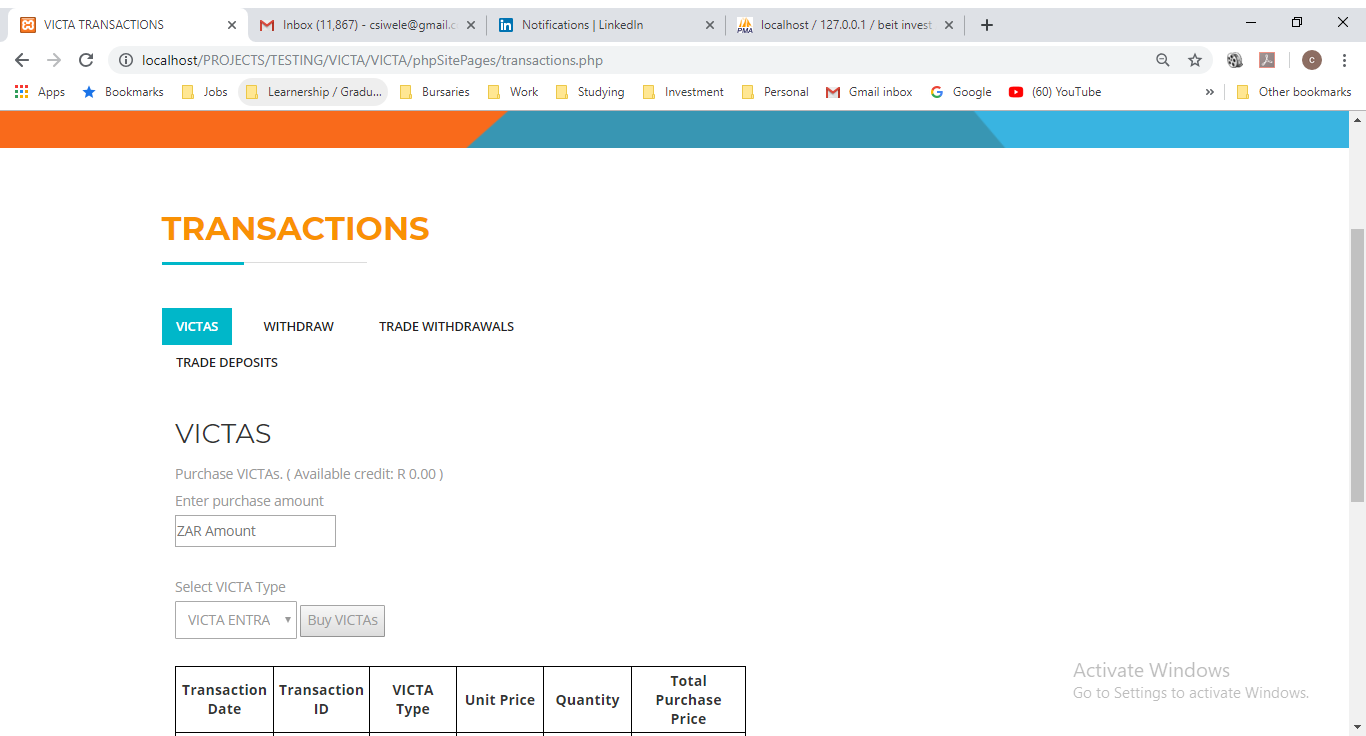 VICTA TRANSACTIONS
Inbox (11,867) - csiwele@gmail.c
Notifications | LinkedIn
PMA
localhost / 127.0.0.1 / beit invest
localhost/PROJECTS/TESTING/VICTA/VICTA/phpSitePages/transactions.php
c
Apps Bookmarks Jobs Learnership / Gradu... Bursaries Work Studying Investment Personal Gmail inbox Google (60) YouTube » Other bookmarks
TRANSACTIONS
VICTAS WITHDRAW TRADE WITHDRAWALS
TRADE DEPOSITS
VICTAS
Purchase VICTAs. ( Available credit: R 0.00 )
Enter purchase amount
ZAR Amount
Select VICTA Type
VICTA ENTRA Buy VICTAs
Transaction Date Transaction ID VICTA Type Unit Price Quantity Total Purchase Price
Activate Windows
Go to Settings to activate Windows.